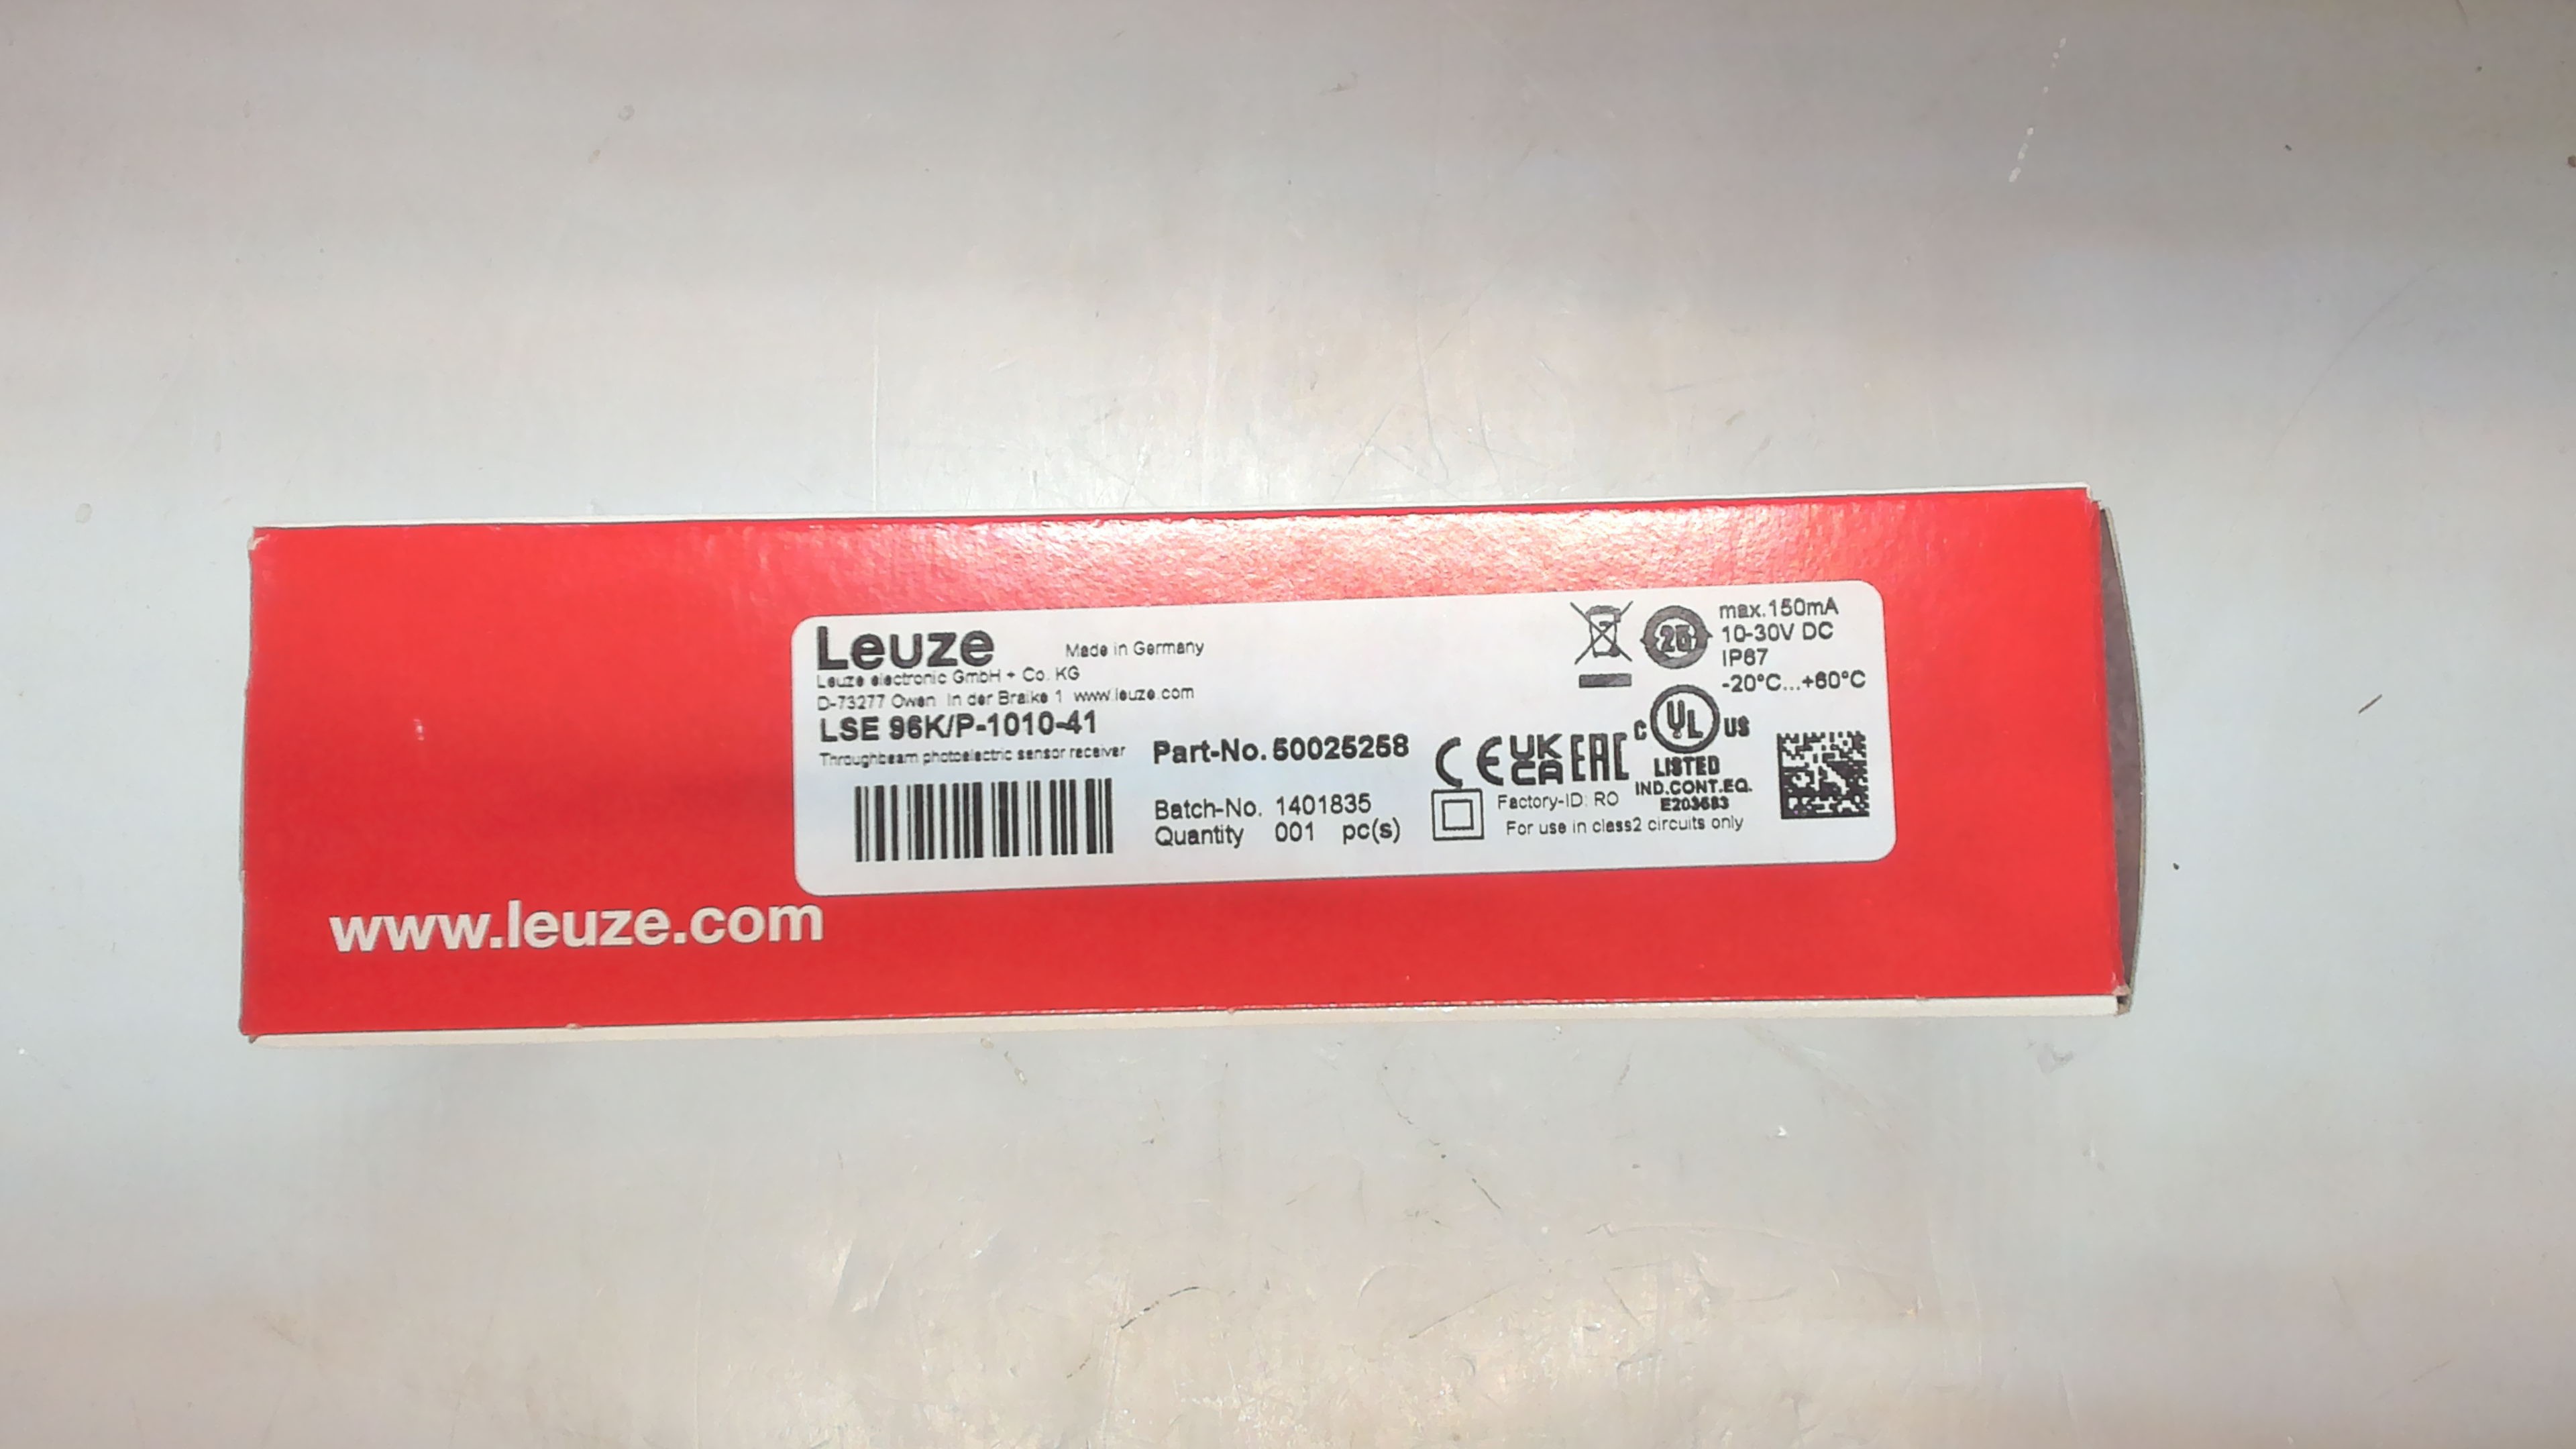 Leuze
Made in Germany
Leuze electronic GmbH + Co. KG
D-73277 Owen In der Braike 1 www.leuze.com
LSE 96K/P-1010-41
Throughbeam photoelectric sensor receiver
Part-No. 50025258
Batch-No. 1401835
Quantity 001 pc(s)
25
max.150mA
10-30V DC
IP67
-20°C...+60°C
CE UKCA EAC
c UL US
LISTED
IND.CONT.EQ.
E203683
Factory-ID: RO
For use in class2 circuits only
www.leuze.com